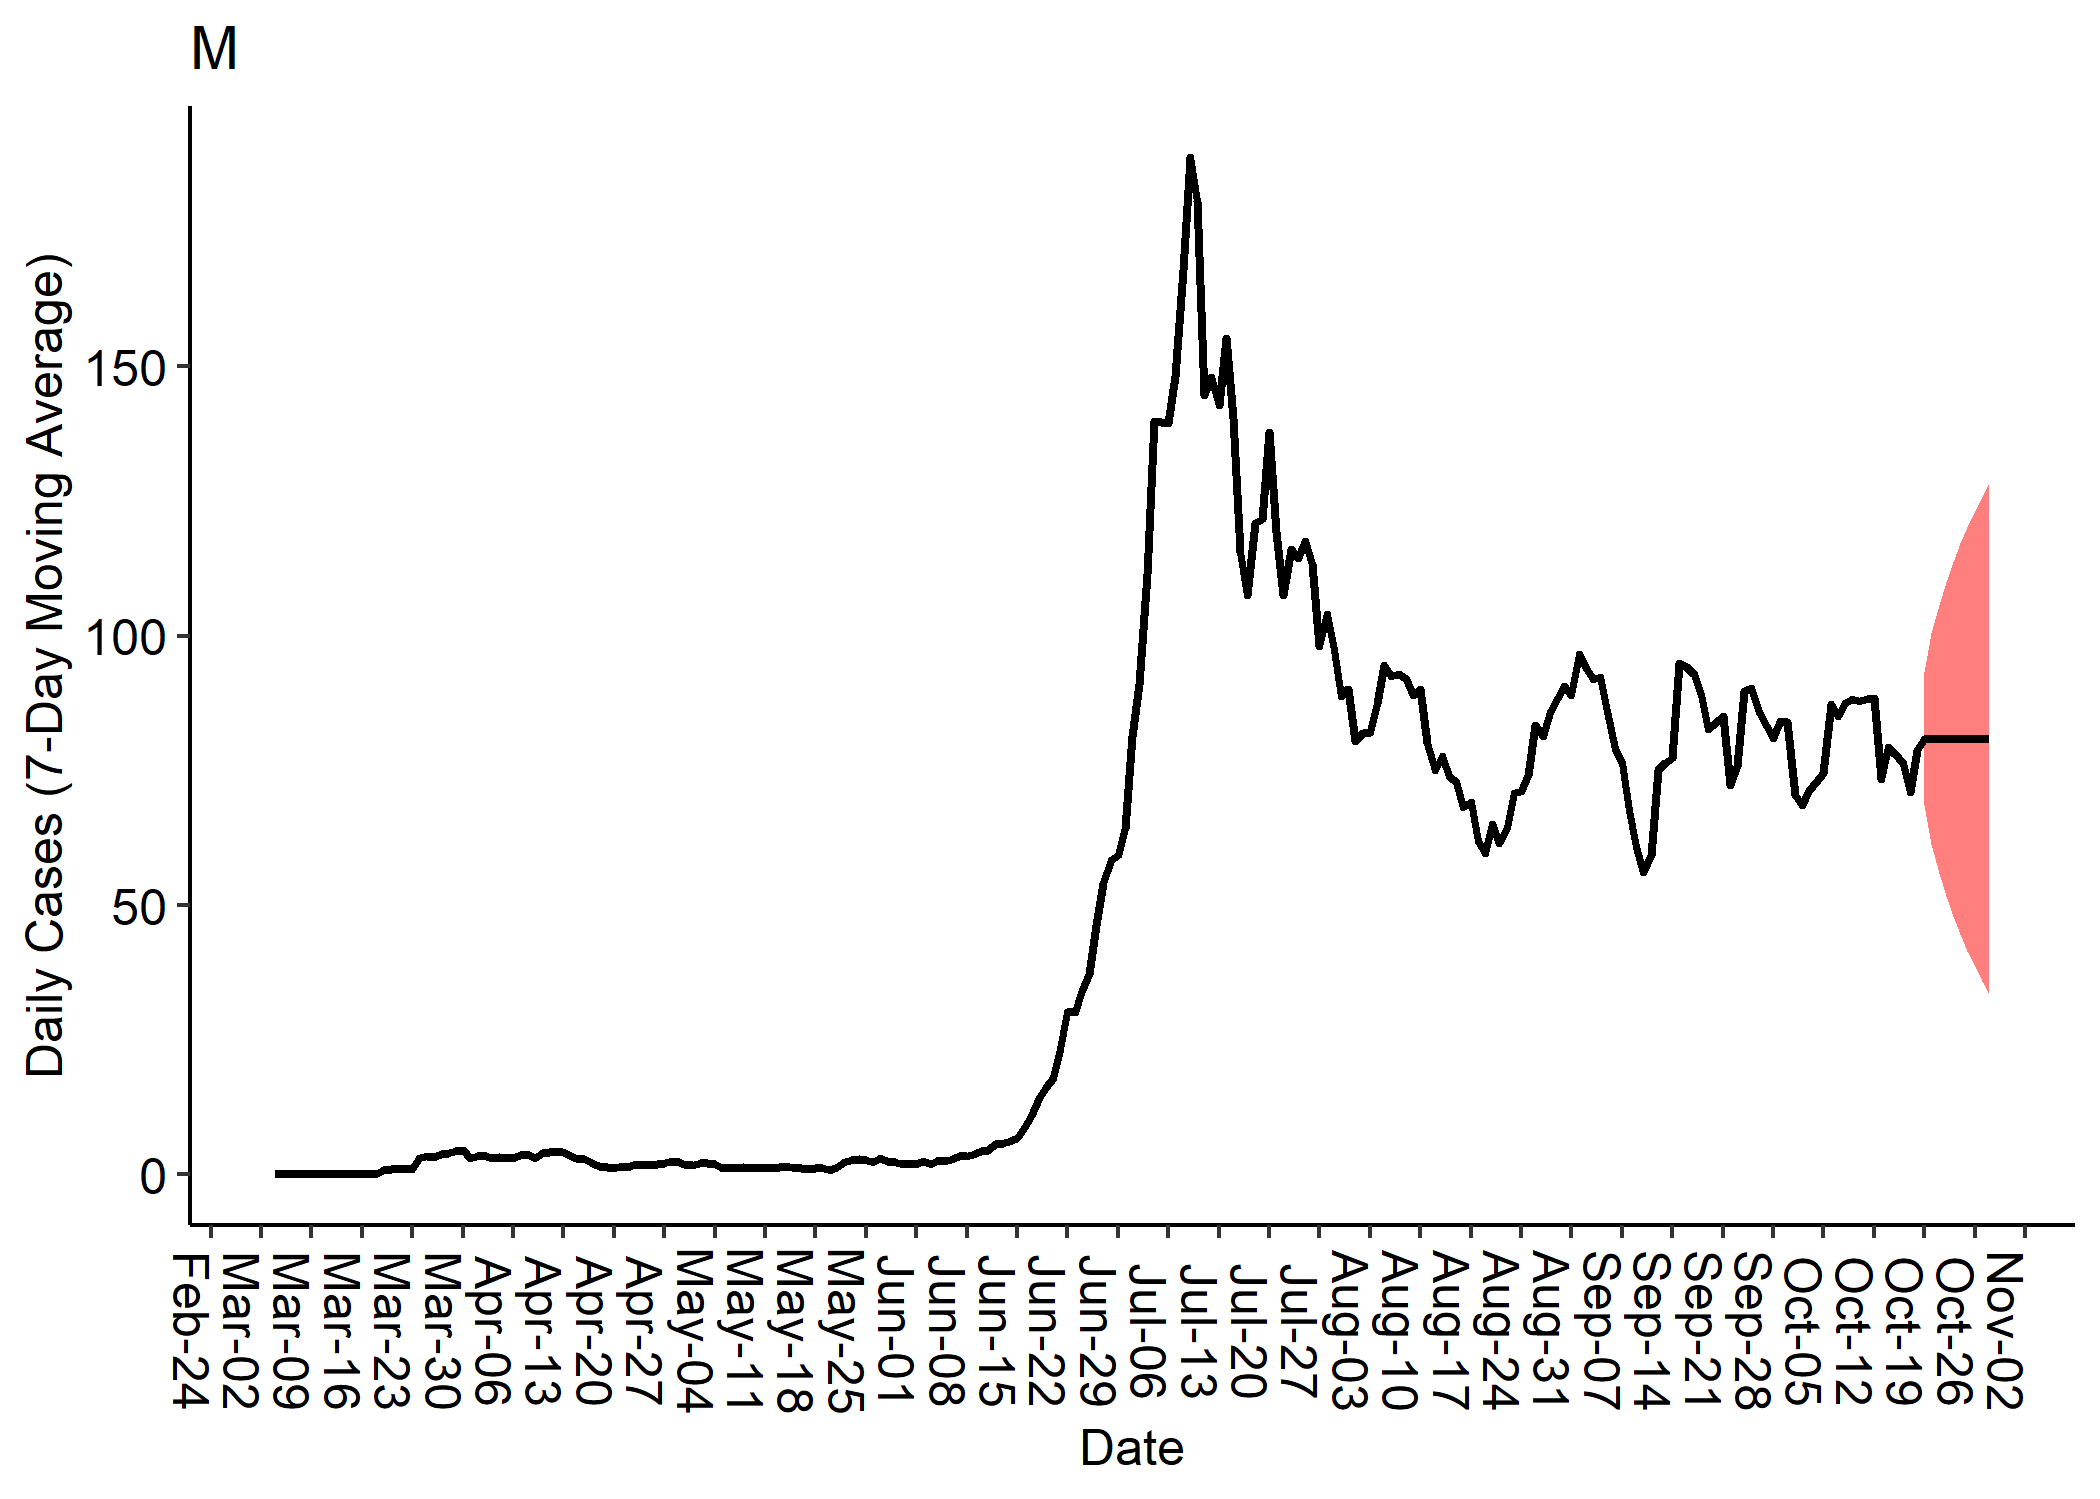 M
Daily Cases (7-Day Moving Average)
150
100
50
0
Feb-24
Mar-02
Mar-09
Mar-16
Mar-23
Mar-30
Apr-06
Apr-13
Apr-20
Apr-27
May-04
May-11
May-18
May-25
Jun-01
Jun-08
Jun-15
Jun-22
Jun-29
Jul-06
Jul-13
Jul-20
Jul-27
Aug-03
Aug-10
Aug-17
Aug-24
Aug-31
Sep-07
Sep-14
Sep-21
Sep-28
Oct-05
Oct-12
Oct-19
Oct-26
Nov-02
Date